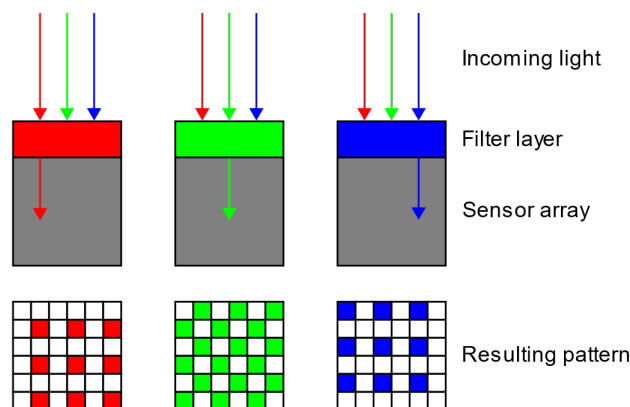 Incoming light
Filter layer
Sensor array
Resulting pattern